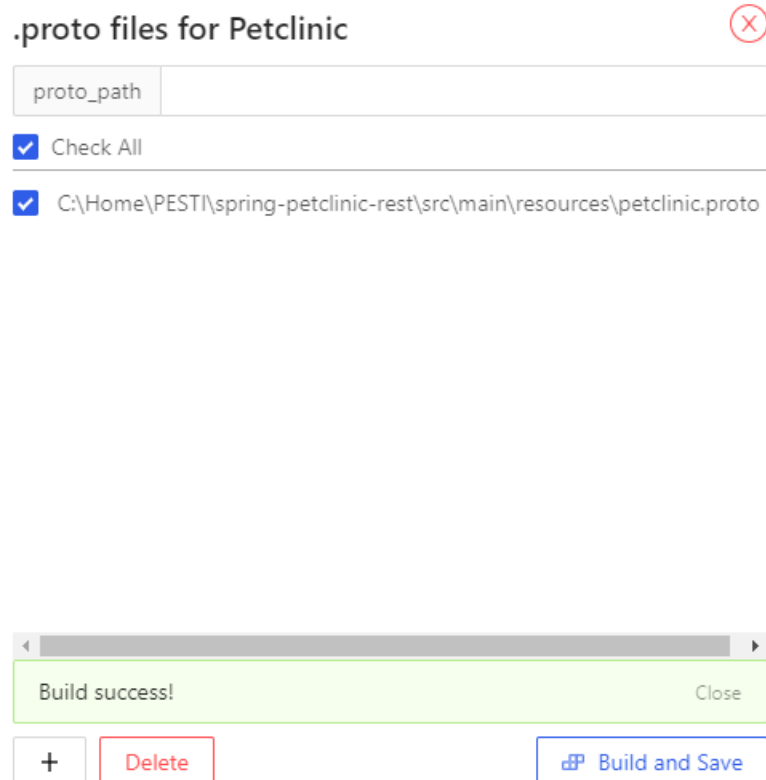 .proto files for Petclinic
proto_path
Check All
C:\Home\PESTI\spring-petclinic-rest\src\main\resources\petclinic.proto
Build success! Close
+ Delete Build and Save